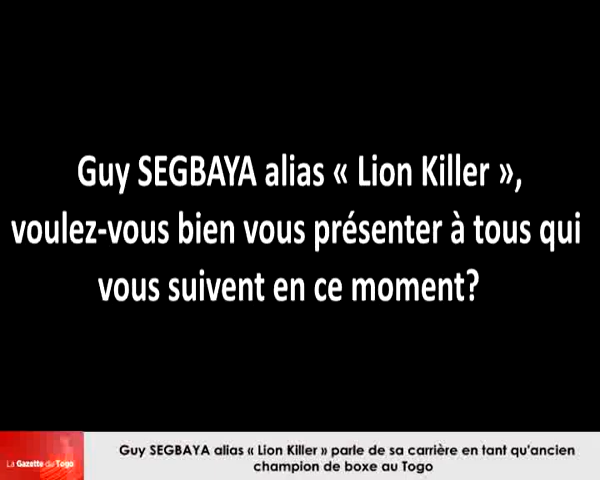 Guy SEGBAYA alias « Lion Killer »,
voulez-vous bien vous présenter à tous qui
vous suivent en ce moment?
La Gazette du Togo
Guy SEGBAYA alias « Lion Killer » parle de sa carrière en tant qu'ancien
champion de boxe au Togo